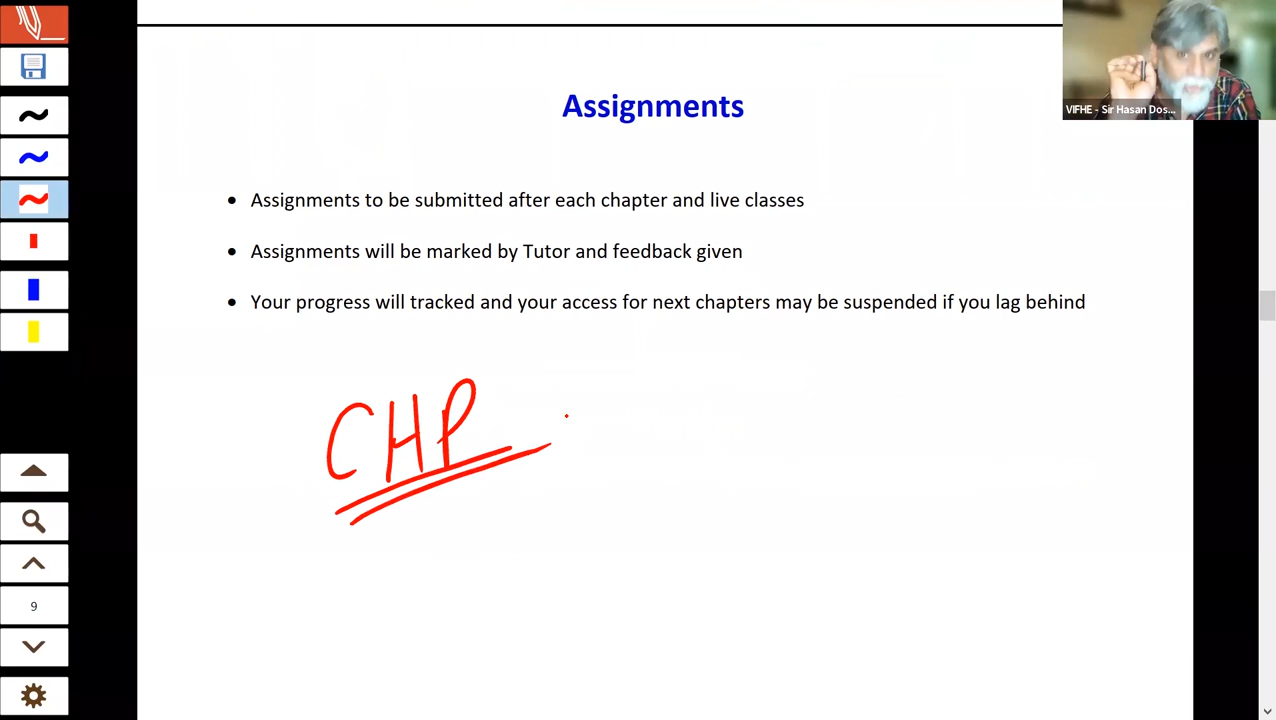 VIFHE - Sir Hasan Dos...
Assignments
• Assignments to be submitted after each chapter and live classes
• Assignments will be marked by Tutor and feedback given
• Your progress will tracked and your access for next chapters may be suspended if you lag behind
CHP
9